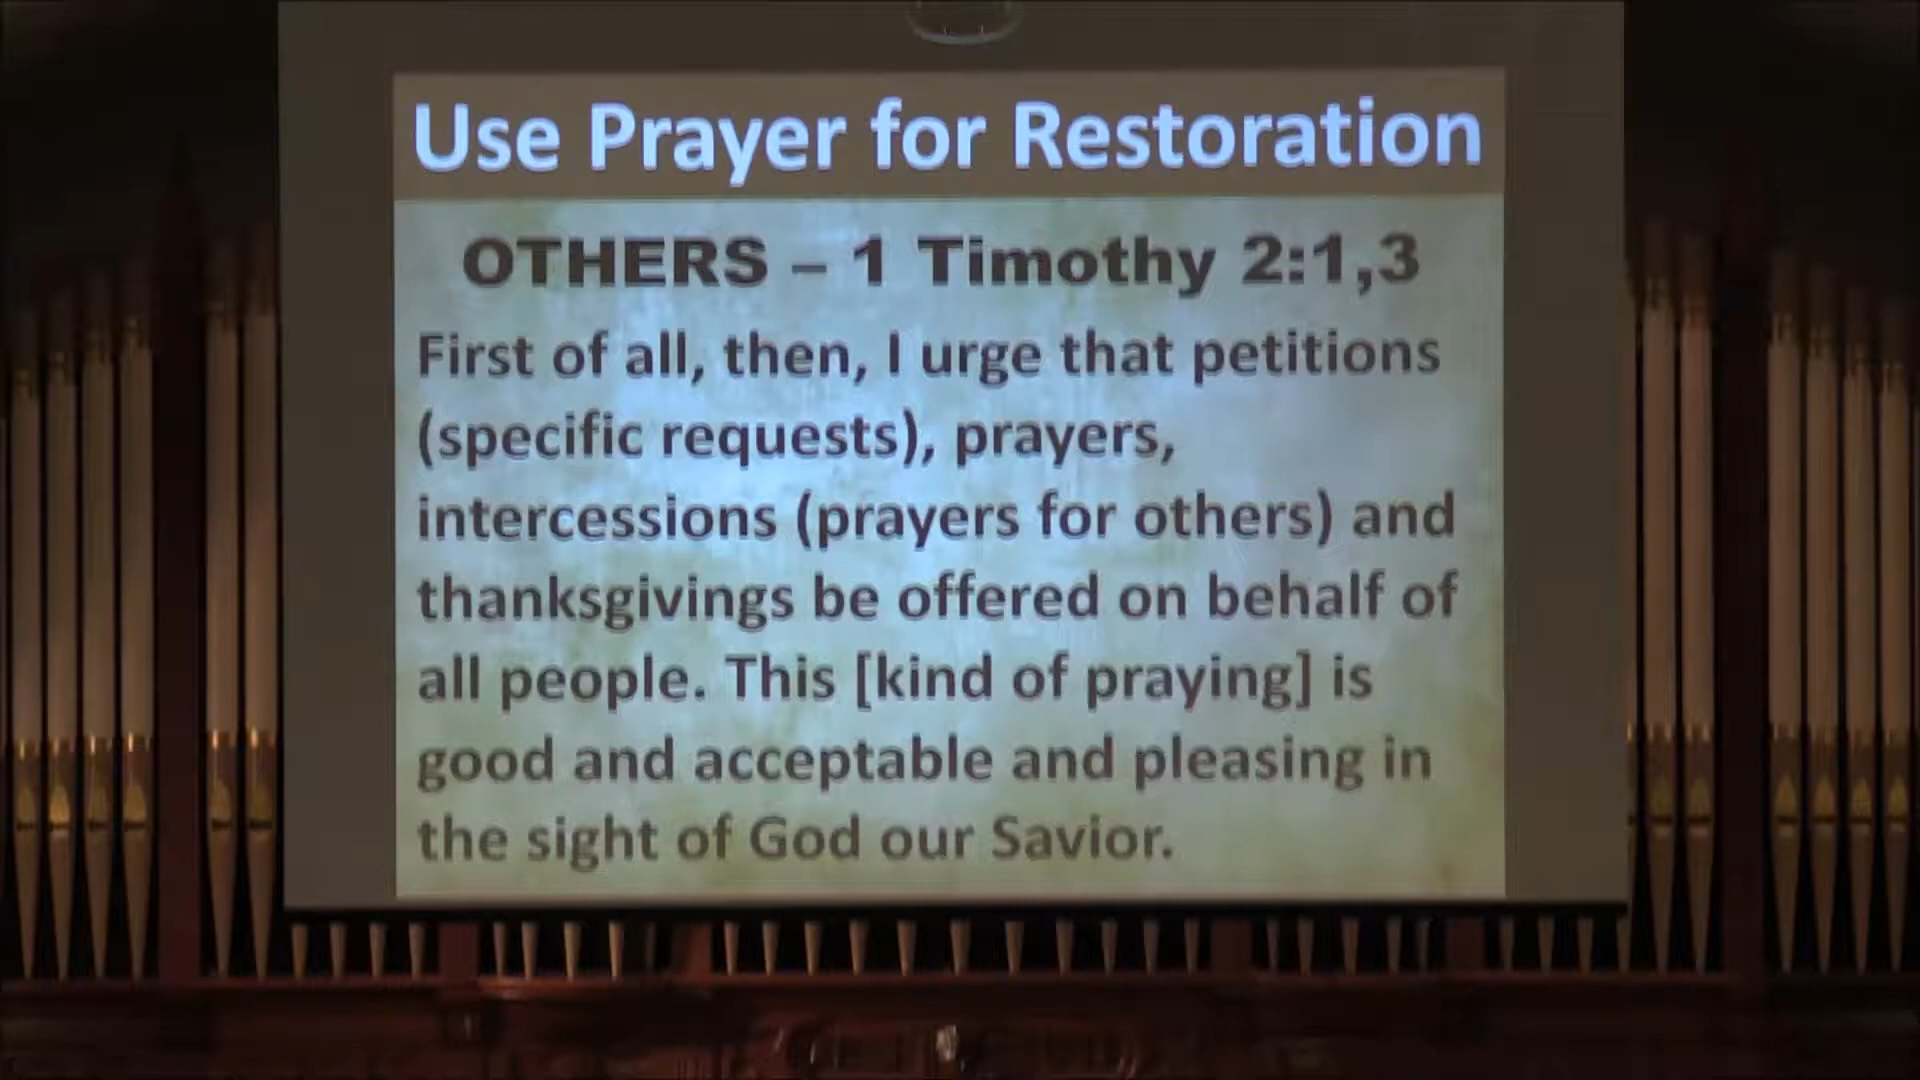 Use Prayer for Restoration
OTHERS – 1 Timothy 2:1,3
First of all, then, I urge that petitions
(specific requests), prayers,
intercessions (prayers for others) and
thanksgivings be offered on behalf of
all people. This [kind of praying] is
good and acceptable and pleasing in
the sight of God our Savior.